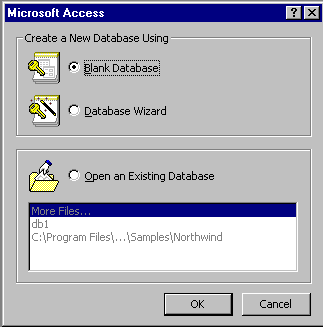 Microsoft Access
Create a New Database Using
Blank Database
Database Wizard
Open an Existing Database
More Files...
db1
C:\Program Files\...\Samples\Northwind
OK
Cancel